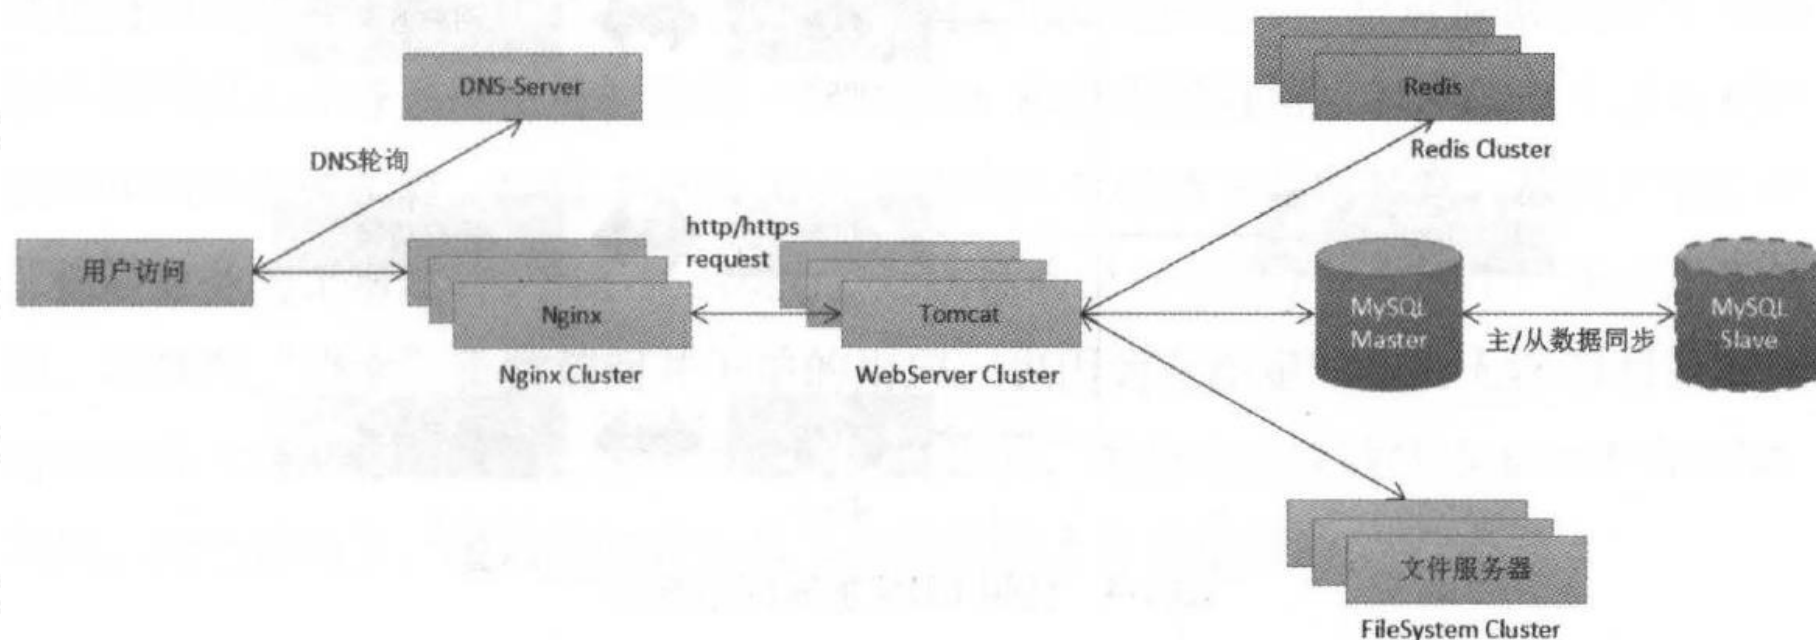 DNS-Server
DNS轮询
用户访问
Nginx
Nginx Cluster
http/https
request
Tomcat
WebServer Cluster
Redis
Redis Cluster
MySQL
Master
主/从数据同步
MySQL
Slave
文件服务器
FileSystem Cluster